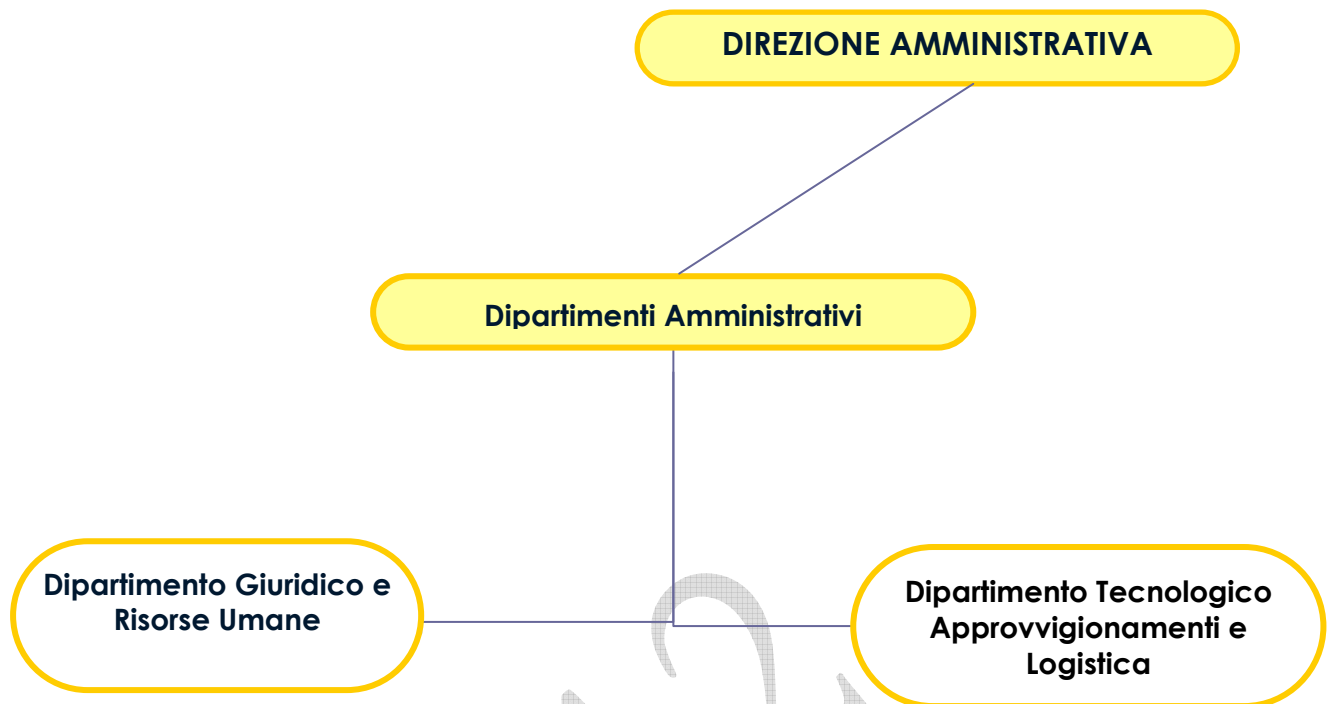 DIREZIONE AMMINISTRATIVA
Dipartimenti Amministrativi
Dipartimento Giuridico e
Risorse Umane
Dipartimento Tecnologico
Approvvigionamenti e
Logistica